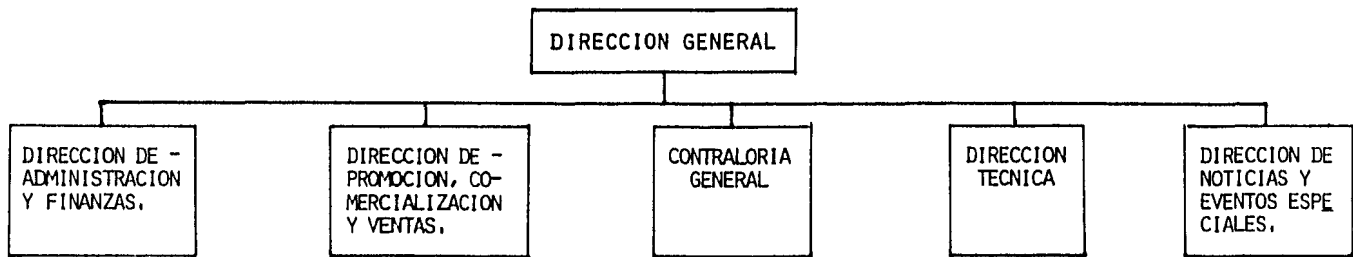 DIRECCION GENERAL
DIRECCION DE -
ADMINISTRACION
Y FINANZAS.
DIRECCION DE -
PROMOCION, CO-
MERCIALIZACION
Y VENTAS.
CONTRALORIA
GENERAL
DIRECCION
TECNICA
DIRECCION DE
NOTICIAS Y
EVENTOS ESPE
CIALES.